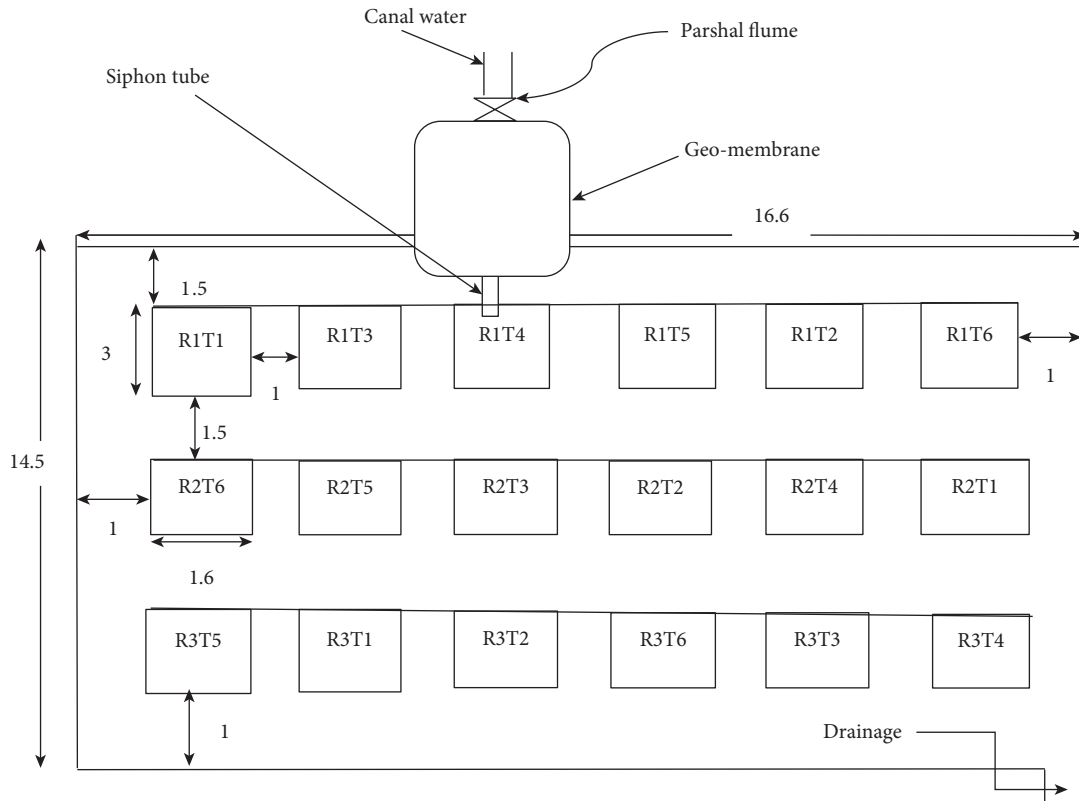 Canal water
Parshal flume
Siphon tube
Geo-membrane
16.6
1.5
R1T1
R1T3
R1T4
R1T5
R1T2
R1T6
3
1
1
1.5
14.5
R2T6
R2T5
R2T3
R2T2
R2T4
R2T1
1
1.6
R3T5
R3T1
R3T2
R3T6
R3T3
R3T4
1
Drainage